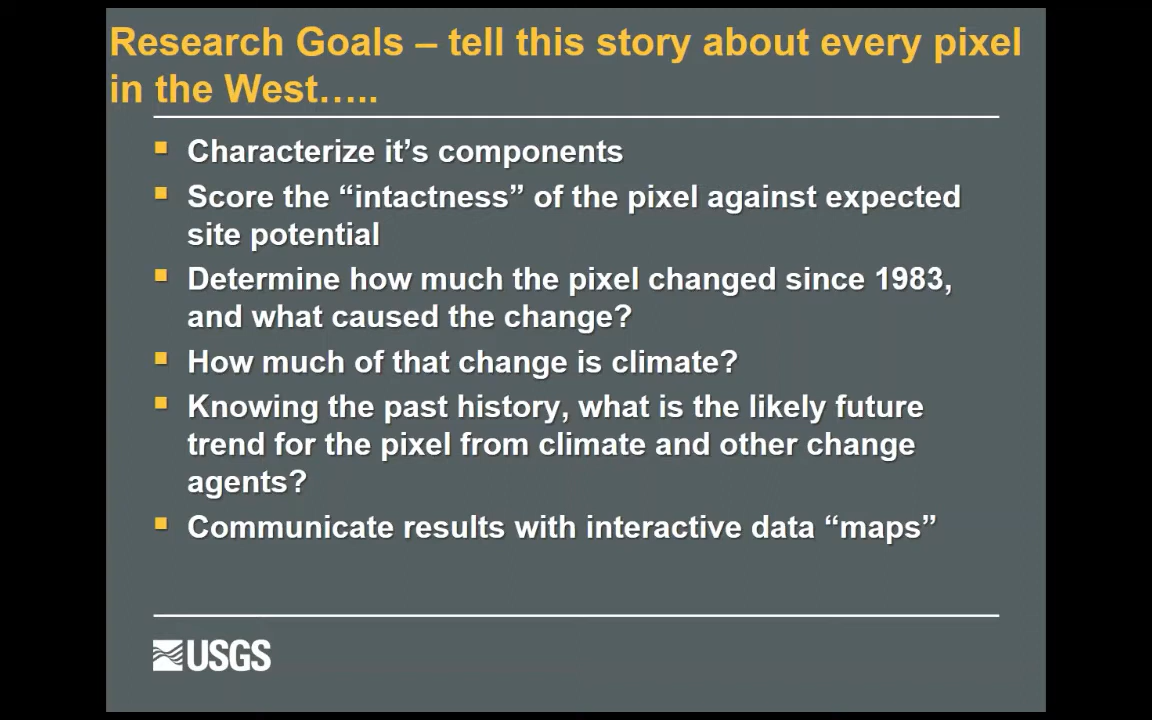 Research Goals – tell this story about every pixel
in the West…..
Characterize it’s components
Score the “intactness” of the pixel against expected
site potential
Determine how much the pixel changed since 1983,
and what caused the change?
How much of that change is climate?
Knowing the past history, what is the likely future
trend for the pixel from climate and other change
agents?
Communicate results with interactive data “maps”
USGS